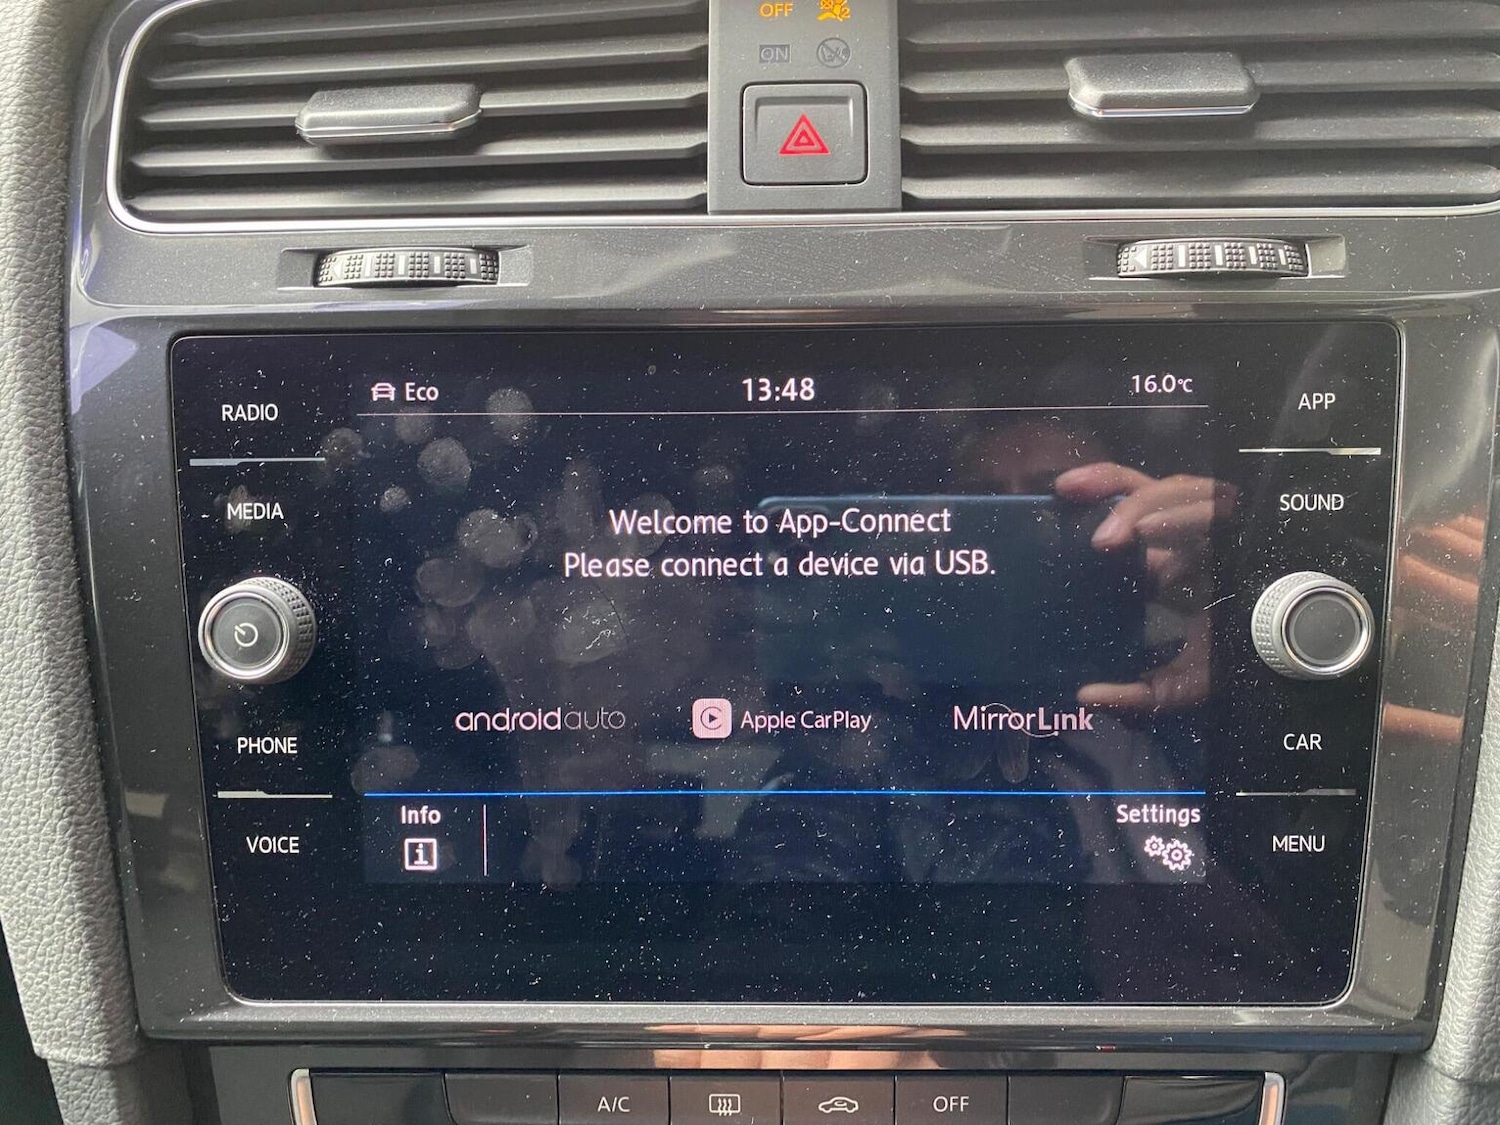 OFF
ON
RADIO
MEDIA
PHONE
VOICE
Eco
13:48
16.0°C
Welcome to App-Connect
Please connect a device via USB.
androidauto
Apple CarPlay
MirrorLink
Info
i
Settings
APP
SOUND
CAR
MENU
A/C
OFF